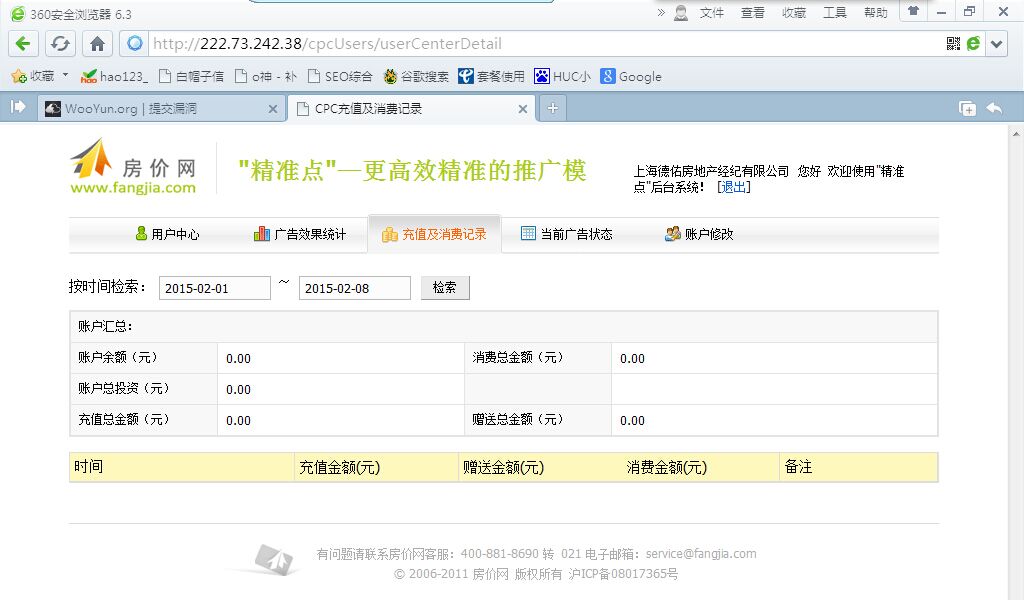 360安全浏览器 6.3
» 文件 查看 收藏 工具 帮助
http://222.73.242.38/cpcUsers/userCenterDetail
收藏 hao123_ 白帽子信 o神 - 补 SEO综合 谷歌搜索 套餐使用 HUC小 Google
WooYun.org | 提交漏洞 CPC充值及消费记录
房价网
www.fangjia.com
"精准点"—更高效精准的推广模
上海德佑房地产经纪有限公司 您好 欢迎使用"精准
点"后台系统! [退出]
用户中心 广告效果统计 充值及消费记录 当前广告状态 账户修改
按时间检索: 2015-02-01 ~ 2015-02-08 检索
账户汇总:
账户余额(元) 0.00 消费总金额(元) 0.00
账户总投资(元) 0.00
充值总金额(元) 0.00 赠送总金额(元) 0.00
时间 充值金额(元) 赠送金额(元) 消费金额(元) 备注
有问题请联系房价网客服: 400-881-8690 转 021 电子邮箱: service@fangjia.com
© 2006-2011 房价网 版权所有 沪ICP备08017365号